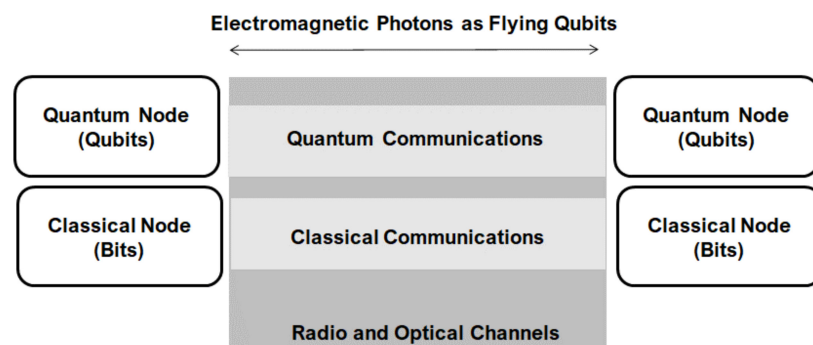 Electromagnetic Photons as Flying Qubits
Quantum Node
(Qubits)
Quantum Communications
Quantum Node
(Qubits)
Classical Node
(Bits)
Classical Communications
Classical Node
(Bits)
Radio and Optical Channels